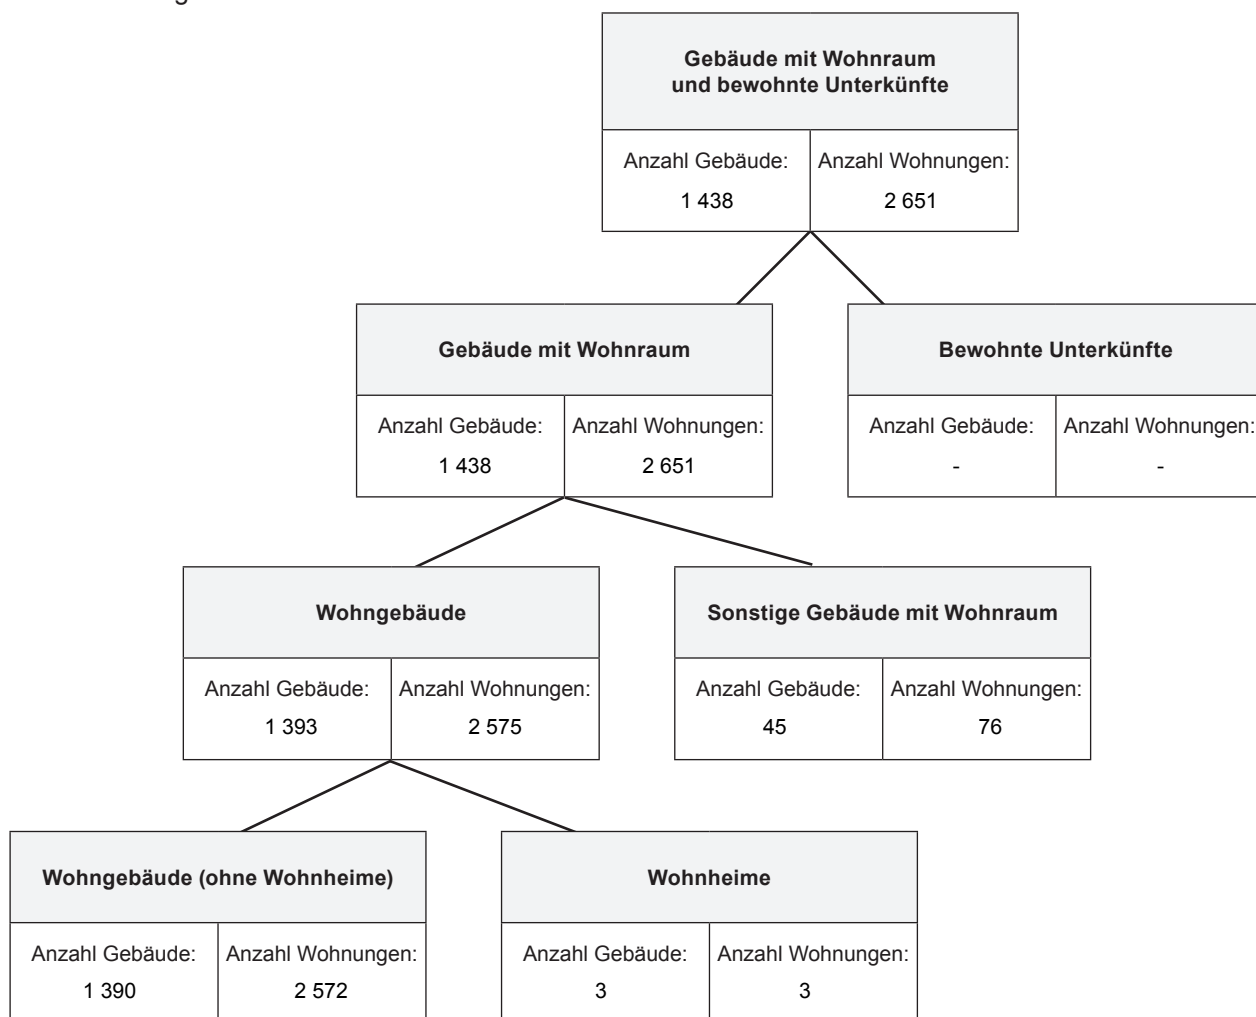 Gebäude mit Wohnraum
und bewohnte Unterkünfte
Anzahl Gebäude: Anzahl Wohnungen:
1 438 2 651
Gebäude mit Wohnraum
Anzahl Gebäude: Anzahl Wohnungen:
1 438 2 651
Bewohnte Unterkünfte
Anzahl Gebäude: Anzahl Wohnungen:
- -
Wohngebäude
Anzahl Gebäude: Anzahl Wohnungen:
1 393 2 575
Sonstige Gebäude mit Wohnraum
Anzahl Gebäude: Anzahl Wohnungen:
45 76
Wohngebäude (ohne Wohnheime)
Anzahl Gebäude: Anzahl Wohnungen:
1 390 2 572
Wohnheime
Anzahl Gebäude: Anzahl Wohnungen:
3 3